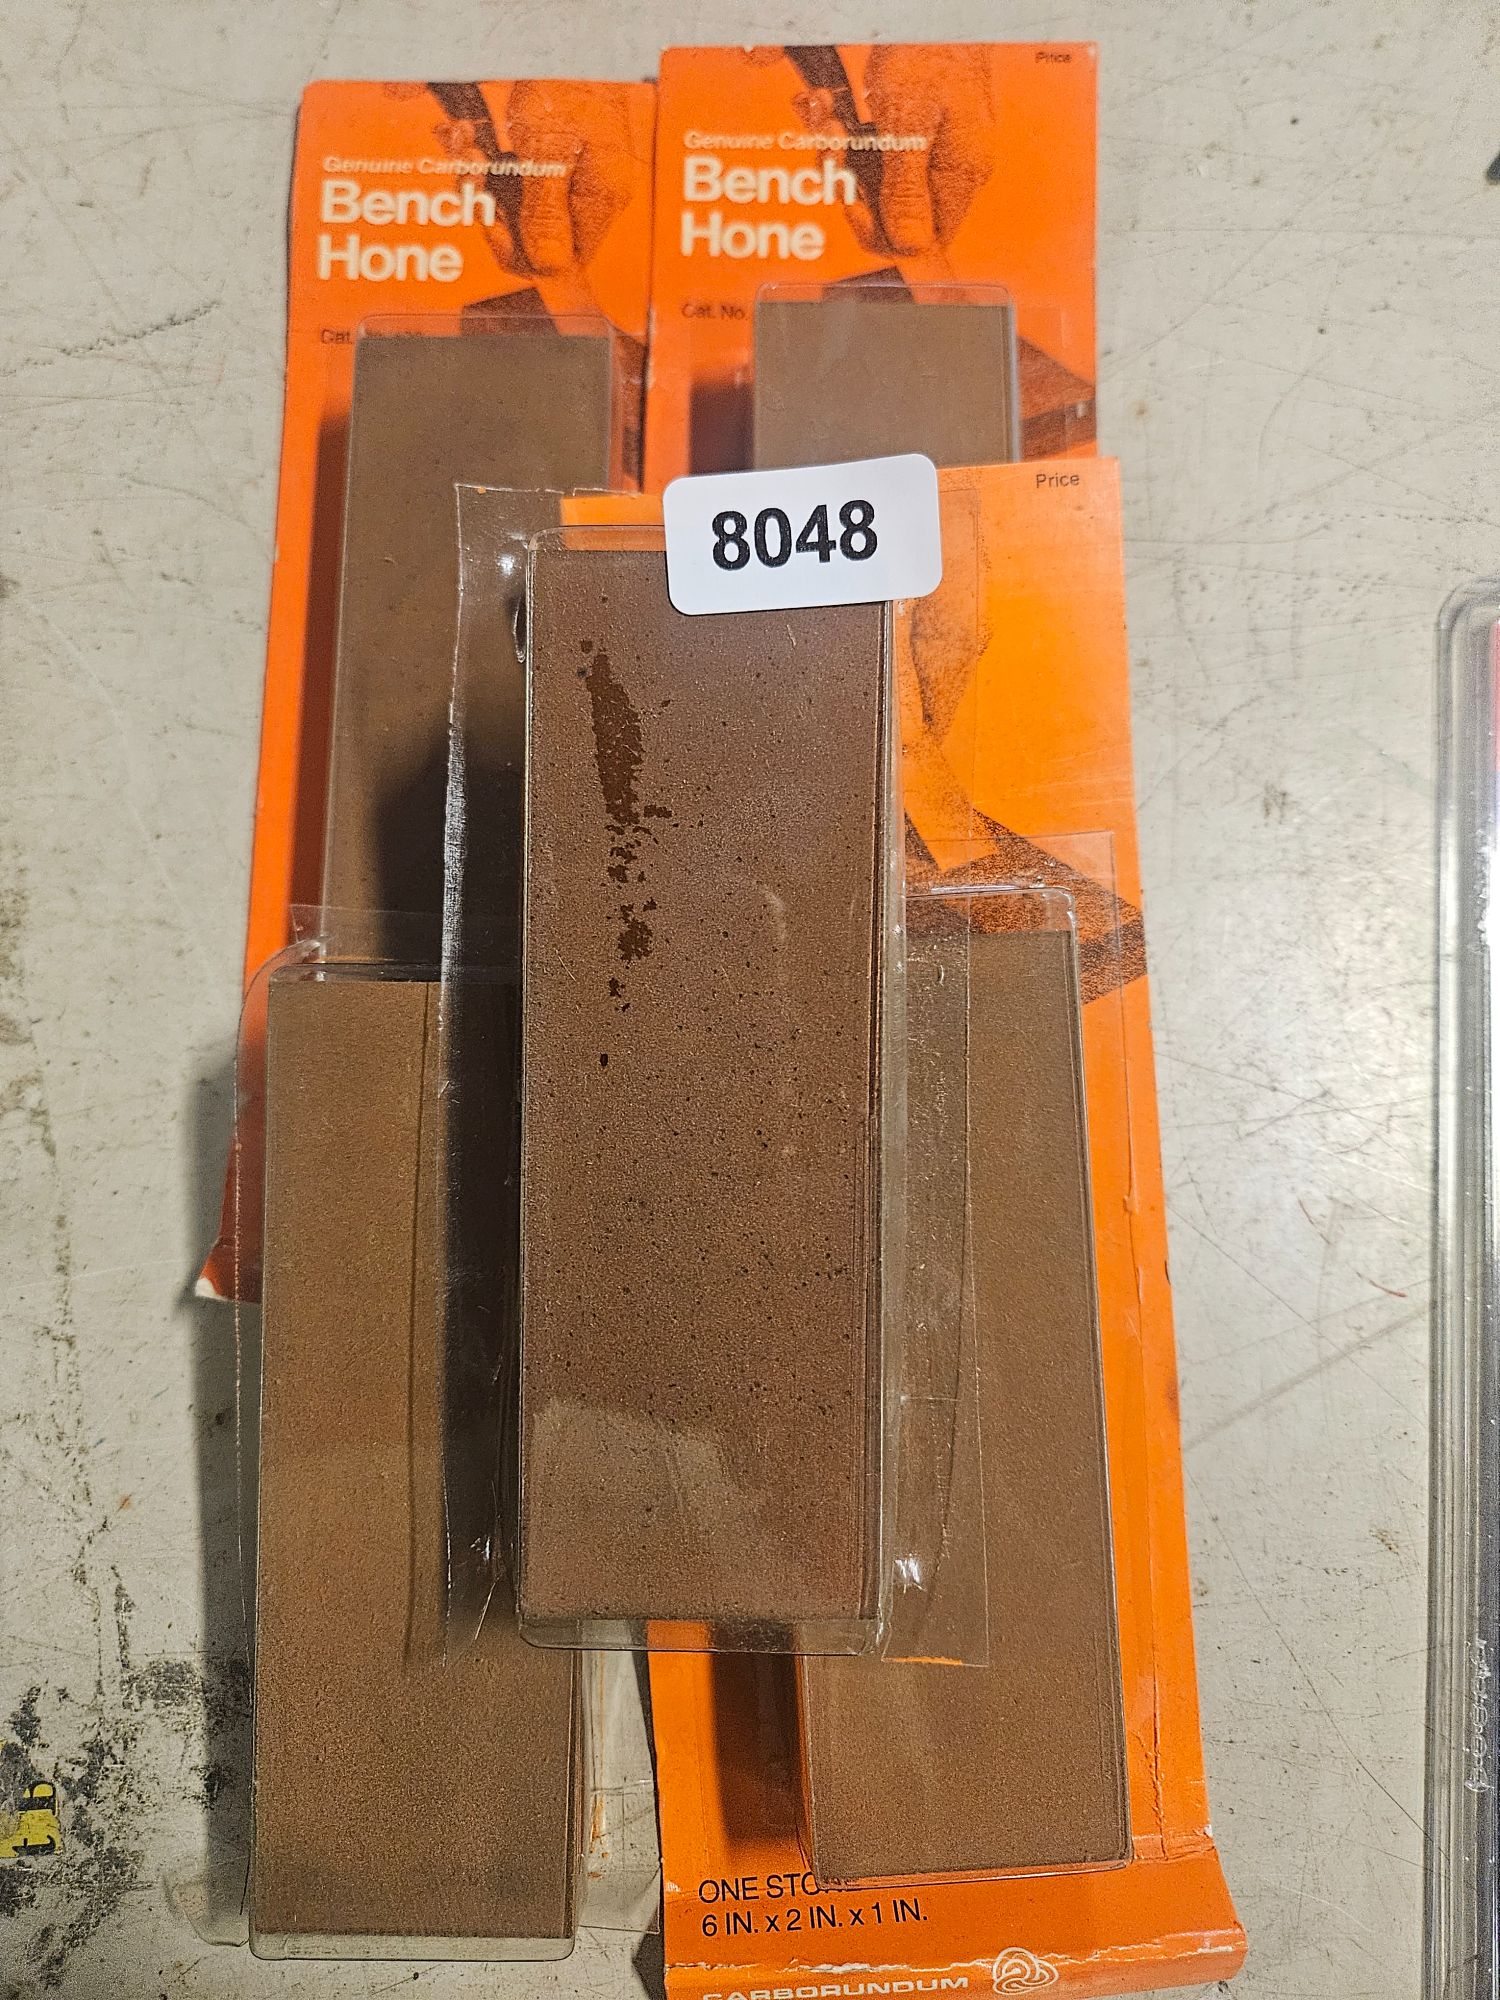 Genuine Carborundum
Bench
Hone
Cat.
Price
Genuine Carborundum
Bench
Hone
Cat. No.
8048
Price
ONE
6 IN. x 2 IN. x 1 IN.
CARBORUNDUM